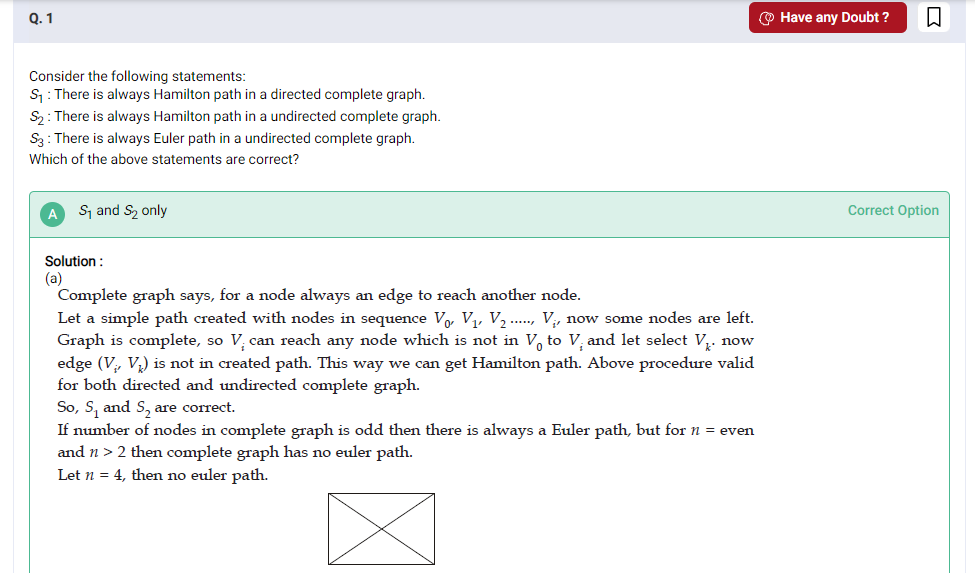 Q. 1
Have any Doubt ?
Consider the following statements:
S₁ : There is always Hamilton path in a directed complete graph.
S₂ : There is always Hamilton path in a undirected complete graph.
S₃ : There is always Euler path in a undirected complete graph.
Which of the above statements are correct?
A S₁ and S₂ only Correct Option
Solution :
(a)
Complete graph says, for a node always an edge to reach another node.
Let a simple path created with nodes in sequence V₀, V₁, V₂ ....., Vᵢ, now some nodes are left.
Graph is complete, so Vᵢ can reach any node which is not in V₀ to Vᵢ and let select Vₖ. now
edge (Vᵢ, Vₖ) is not in created path. This way we can get Hamilton path. Above procedure valid
for both directed and undirected complete graph.
So, S₁ and S₂ are correct.
If number of nodes in complete graph is odd then there is always a Euler path, but for n = even
and n > 2 then complete graph has no euler path.
Let n = 4, then no euler path.